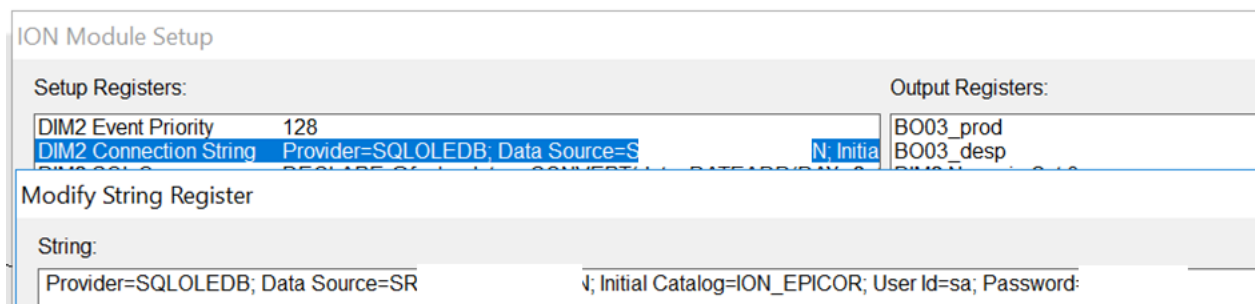 ION Module Setup
Setup Registers: Output Registers:
DIM2 Event Priority 128 BO03_prod
DIM2 Connection String Provider=SQLOLEDB; Data Source=S N; Initia BO03_desp
Modify String Register
String:
Provider=SQLOLEDB; Data Source=SR N; Initial Catalog=ION_EPICOR; User Id=sa; Password: